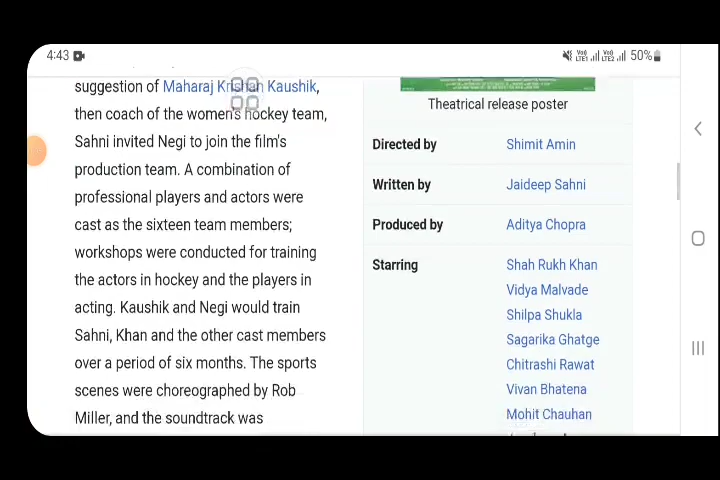 4:43
Vo) LTE1 Vo) LTE2 50%
suggestion of Maharaj Krishan Kaushik,
then coach of the women's hockey team,
Sahni invited Negi to join the film's
production team. A combination of
professional players and actors were
cast as the sixteen team members;
workshops were conducted for training
the actors in hockey and the players in
acting. Kaushik and Negi would train
Sahni, Khan and the other cast members
over a period of six months. The sports
scenes were choreographed by Rob
Miller, and the soundtrack was
Theatrical release poster
Directed by Shimit Amin
Written by Jaideep Sahni
Produced by Aditya Chopra
Starring Shah Rukh Khan
Vidya Malvade
Shilpa Shukla
Sagarika Ghatge
Chitrashi Rawat
Vivan Bhatena
Mohit Chauhan